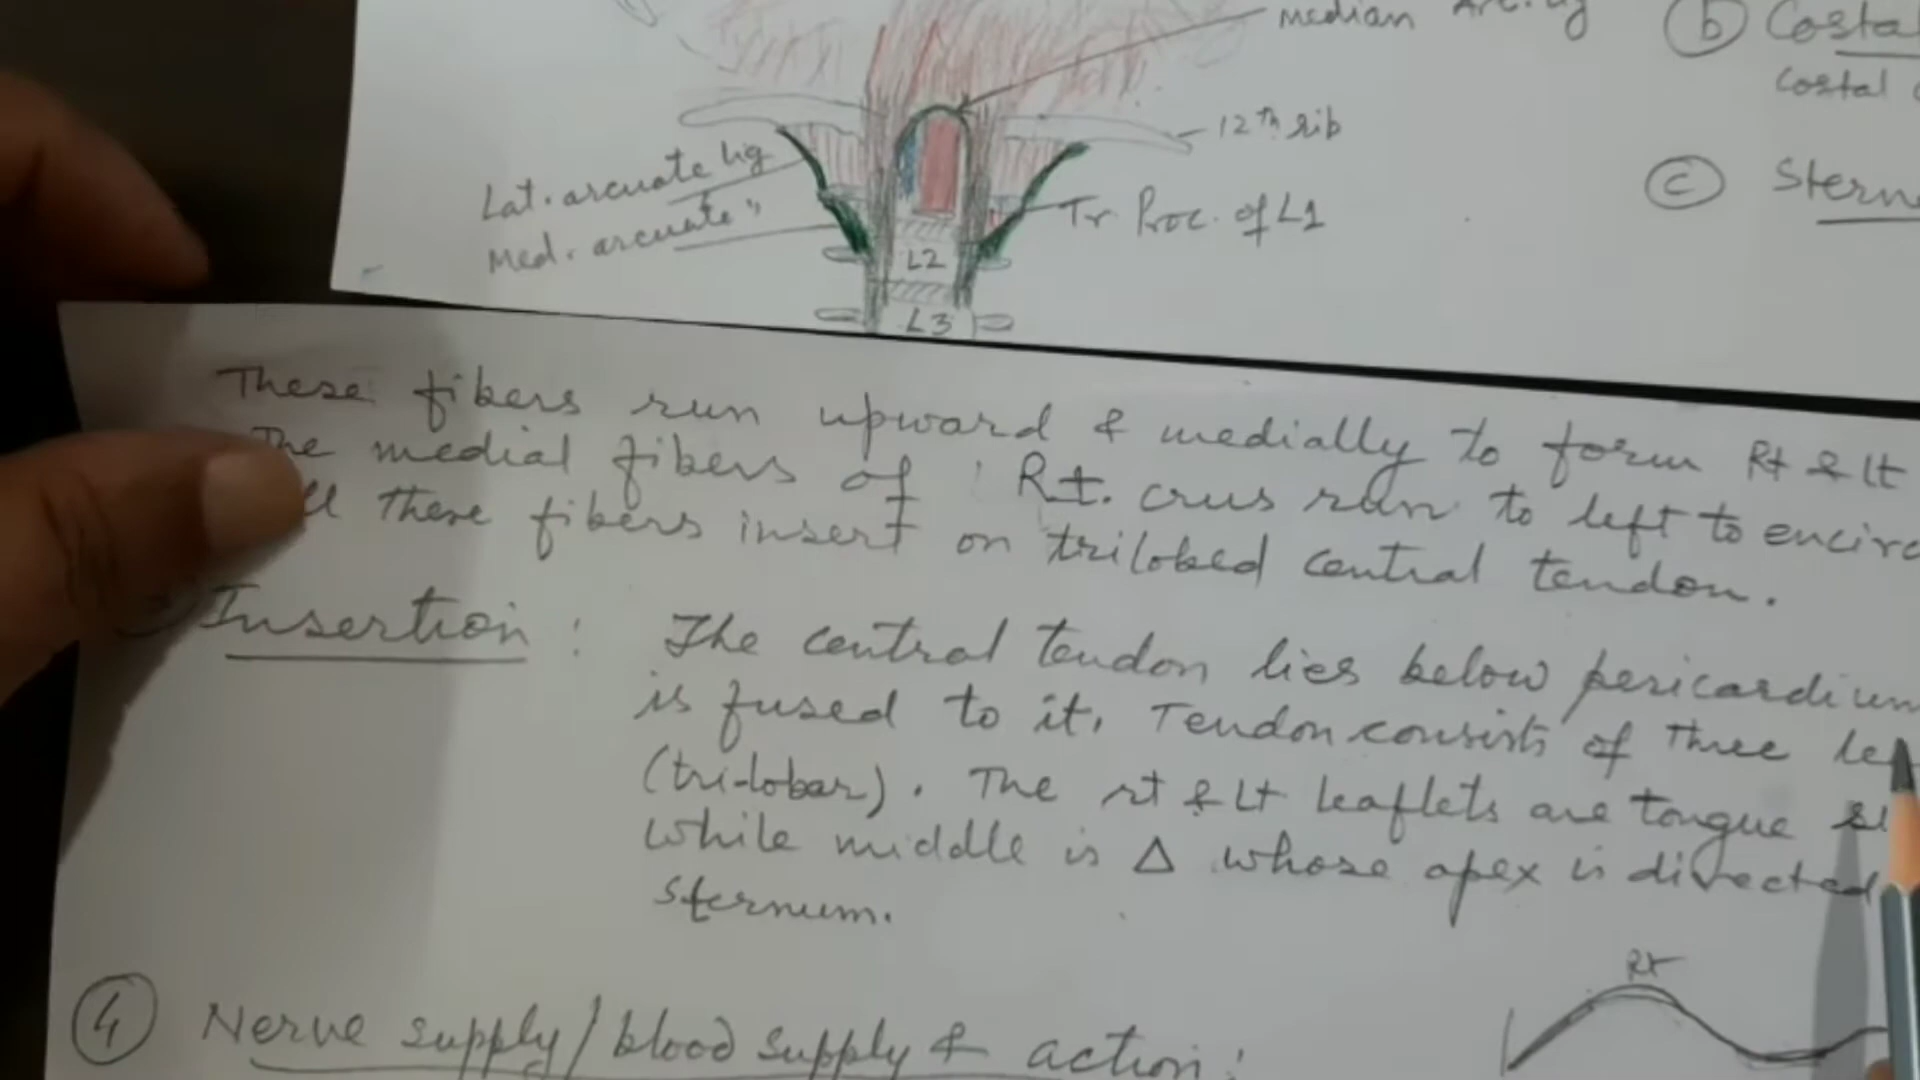 median
b Costal
costal
12th rib
Lat. arcuate lig
c Stern
Tr Proc. of L1
Med. arcuate "
L2
L3
These fibers run upward & medially to form Rt & Lt
The medial fibers of Rt. crus run to left to encirc
these fibers insert on trilobed central tendon.
Insertion :
The central tendon lies below pericardium
is fused to it. Tendon consists of three le
(tri-lobar). The rt & Lt leaflets are tongue
while middle is Δ whose apex is directed
sternum.
Rt
4 Nerve supply/blood supply & action: